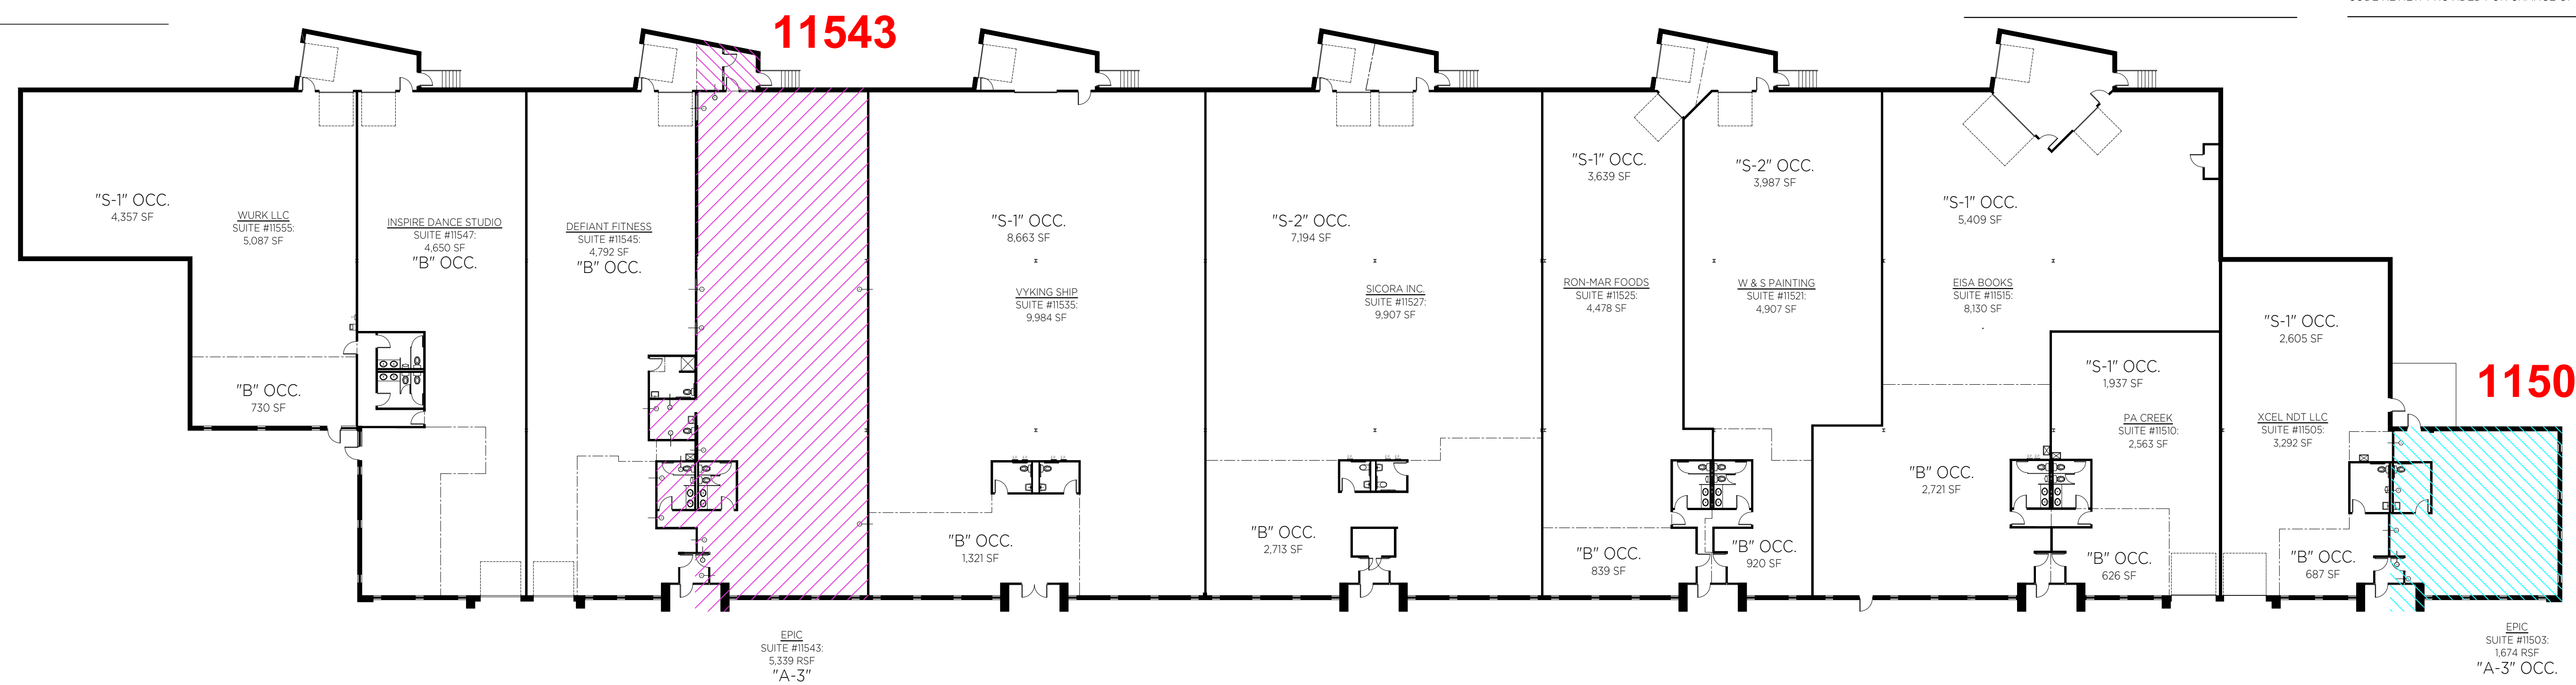 11543
"S-1" OCC.
4,357 SF
WURK LLC
SUITE #11555:
5,087 SF
"B" OCC.
730 SF
INSPIRE DANCE STUDIO
SUITE #11547:
4,650 SF
"B" OCC.
DEFIANT FITNESS
SUITE #11545:
4,792 SF
"B" OCC.
EPIC
SUITE #11543:
5,339 RSF
"A-3"
"S-1" OCC.
8,663 SF
VYKING SHIP
SUITE #11535:
9,984 SF
"B" OCC.
1,321 SF
"S-2" OCC.
7,194 SF
SICORA INC.
SUITE #11527:
9,907 SF
"B" OCC.
2,713 SF
"S-1" OCC.
3,639 SF
RON-MAR FOODS
SUITE #11525:
4,478 SF
"B" OCC.
839 SF
"S-2" OCC.
3,987 SF
W & S PAINTING
SUITE #11521:
4,907 SF
"B" OCC.
920 SF
"S-1" OCC.
5,409 SF
EISA BOOKS
SUITE #11515:
8,130 SF
"B" OCC.
2,721 SF
"S-1" OCC.
1,937 SF
PA CREEK
SUITE #11510:
2,563 SF
"B" OCC.
626 SF
"S-1" OCC.
2,605 SF
XCEL NDT LLC
SUITE #11505:
3,292 SF
"B" OCC.
687 SF
1150
EPIC
SUITE #11503:
1,674 RSF
"A-3" OCC.